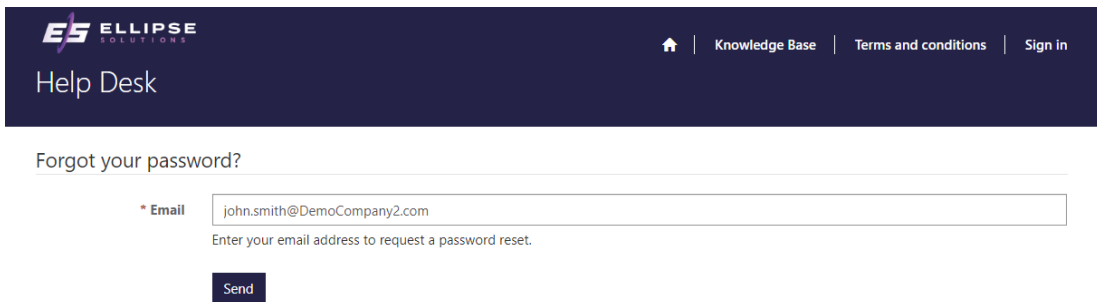 ES ELLIPSE
SOLUTIONS
Knowledge Base | Terms and conditions | Sign in
Help Desk
Forgot your password?
* Email john.smith@DemoCompany2.com
Enter your email address to request a password reset.
Send